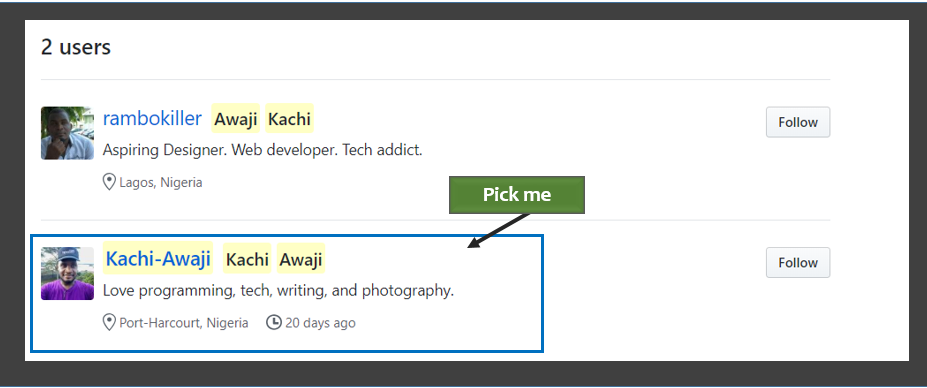 2 users
rambokiller Awaji Kachi
Follow
Aspiring Designer. Web developer. Tech addict.
Lagos, Nigeria
Pick me
Kachi-Awaji Kachi Awaji
Follow
Love programming, tech, writing, and photography.
Port-Harcourt, Nigeria 20 days ago